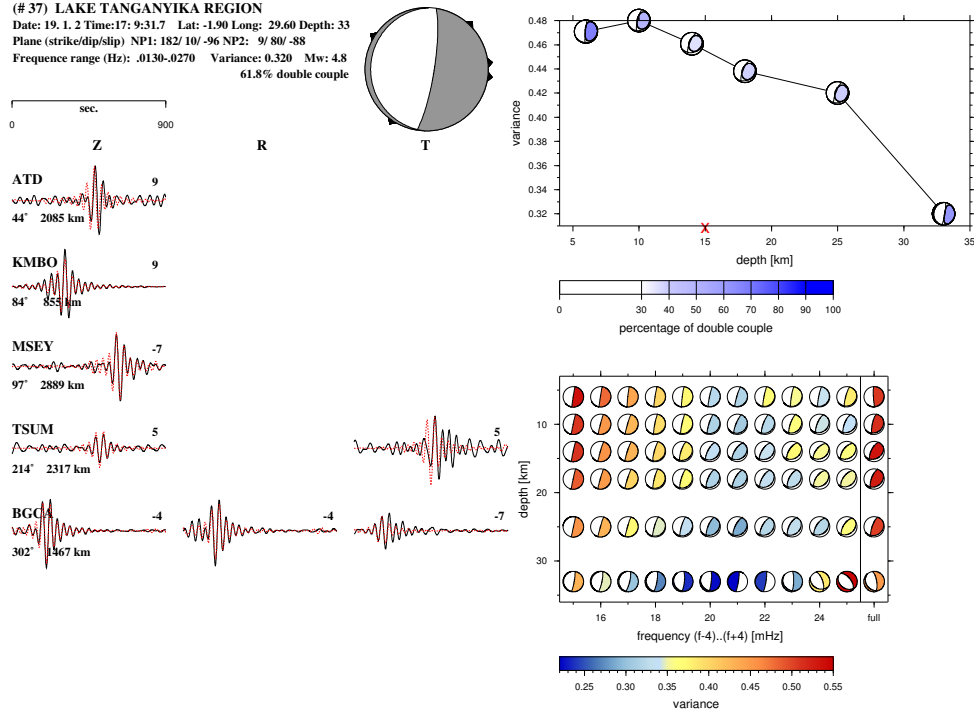 (# 37) LAKE TANGANYIKA REGION
Date: 19. 1. 2 Time:17: 9:31.7 Lat: -1.90 Long: 29.60 Depth: 33
Plane (strike/dip/slip) NP1: 182/ 10/ -96 NP2: 9/ 80/ -88
Frequency range (Hz): .0130-.0270 Variance: 0.320 Mw: 4.8
61.8% double couple
sec.
0 900
Z R T
ATD 9
44° 2085 km
KMBO 9
84° 855 km
MSEY -7
97° 2889 km
TSUM 5 5
214° 2317 km
BGCA -4 -4 -7
302° 1467 km
0.48
0.46
0.44
0.42
0.40
0.38
0.36
0.34
0.32
variance
5 10 15 20 25 30 35
depth [km]
0 30 40 50 60 70 80 90 100
percentage of double couple
10
20
30
depth [km]
16 18 20 22 24 full
frequency (f-4)..(f+4) [mHz]
0.25 0.30 0.35 0.40 0.45 0.50 0.55
variance